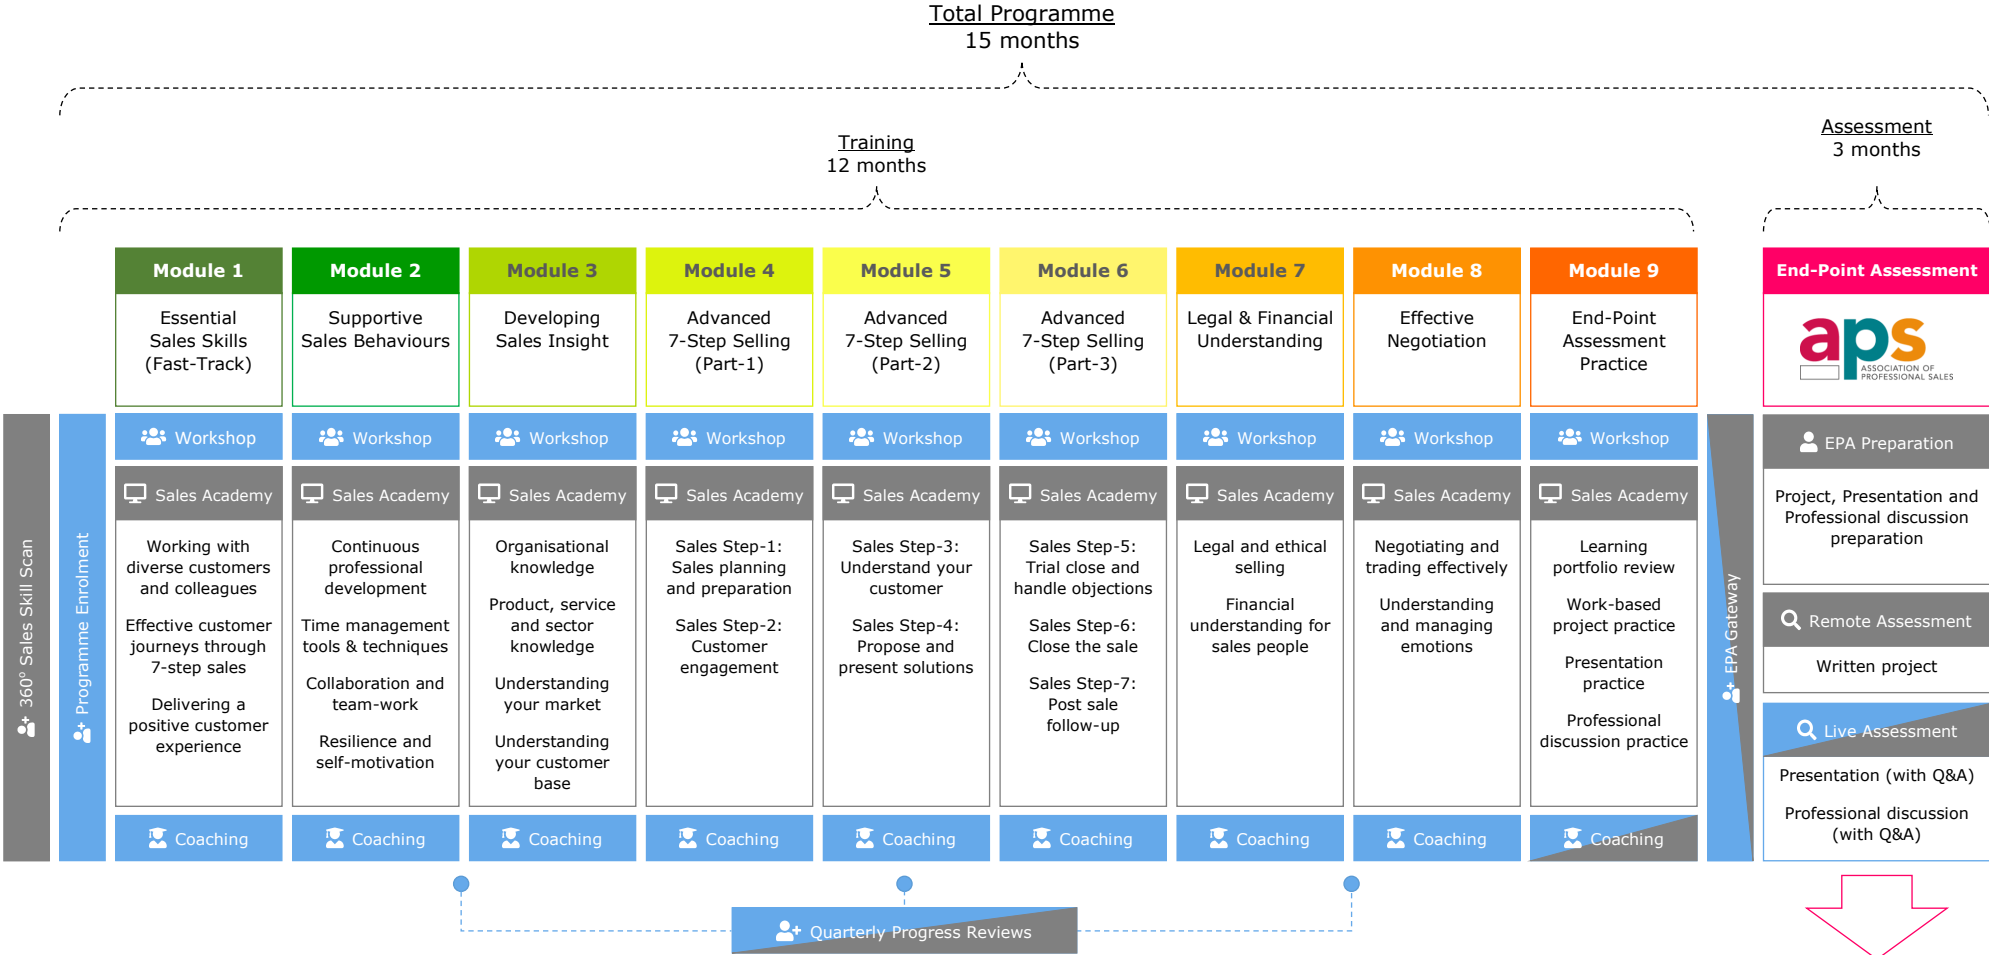 Total Programme
15 months
Training
12 months
Assessment
3 months
360° Sales Skill Scan
Programme Enrolment
Module 1
Essential
Sales Skills
(Fast-Track)
Workshop
Sales Academy
Working with
diverse customers
and colleagues
Effective customer
journeys through
7-step sales
Delivering a
positive customer
experience
Coaching
Module 2
Supportive
Sales Behaviours
Workshop
Sales Academy
Continuous
professional
development
Time management
tools & techniques
Collaboration and
team-work
Resilience and
self-motivation
Coaching
Module 3
Developing
Sales Insight
Workshop
Sales Academy
Organisational
knowledge
Product, service
and sector
knowledge
Understanding
your market
Understanding
your customer
base
Coaching
Module 4
Advanced
7-Step Selling
(Part-1)
Workshop
Sales Academy
Sales Step-1:
Sales planning
and preparation
Sales Step-2:
Customer
engagement
Coaching
Module 5
Advanced
7-Step Selling
(Part-2)
Workshop
Sales Academy
Sales Step-3:
Understand your
customer
Sales Step-4:
Propose and
present solutions
Coaching
Module 6
Advanced
7-Step Selling
(Part-3)
Workshop
Sales Academy
Sales Step-5:
Trial close and
handle objections
Sales Step-6:
Close the sale
Sales Step-7:
Post sale
follow-up
Coaching
Module 7
Legal & Financial
Understanding
Workshop
Sales Academy
Legal and ethical
selling
Financial
understanding for
sales people
Coaching
Module 8
Effective
Negotiation
Workshop
Sales Academy
Negotiating and
trading effectively
Understanding
and managing
emotions
Coaching
Module 9
End-Point
Assessment
Practice
Workshop
Sales Academy
Learning
portfolio review
Work-based
project practice
Presentation
practice
Professional
discussion practice
Coaching
Quarterly Progress Reviews
EPA Gateway
End-Point Assessment
aps
ASSOCIATION OF
PROFESSIONAL SALES
EPA Preparation
Project, Presentation and
Professional discussion
preparation
Remote Assessment
Written project
Live Assessment
Presentation (with Q&A)
Professional discussion
(with Q&A)